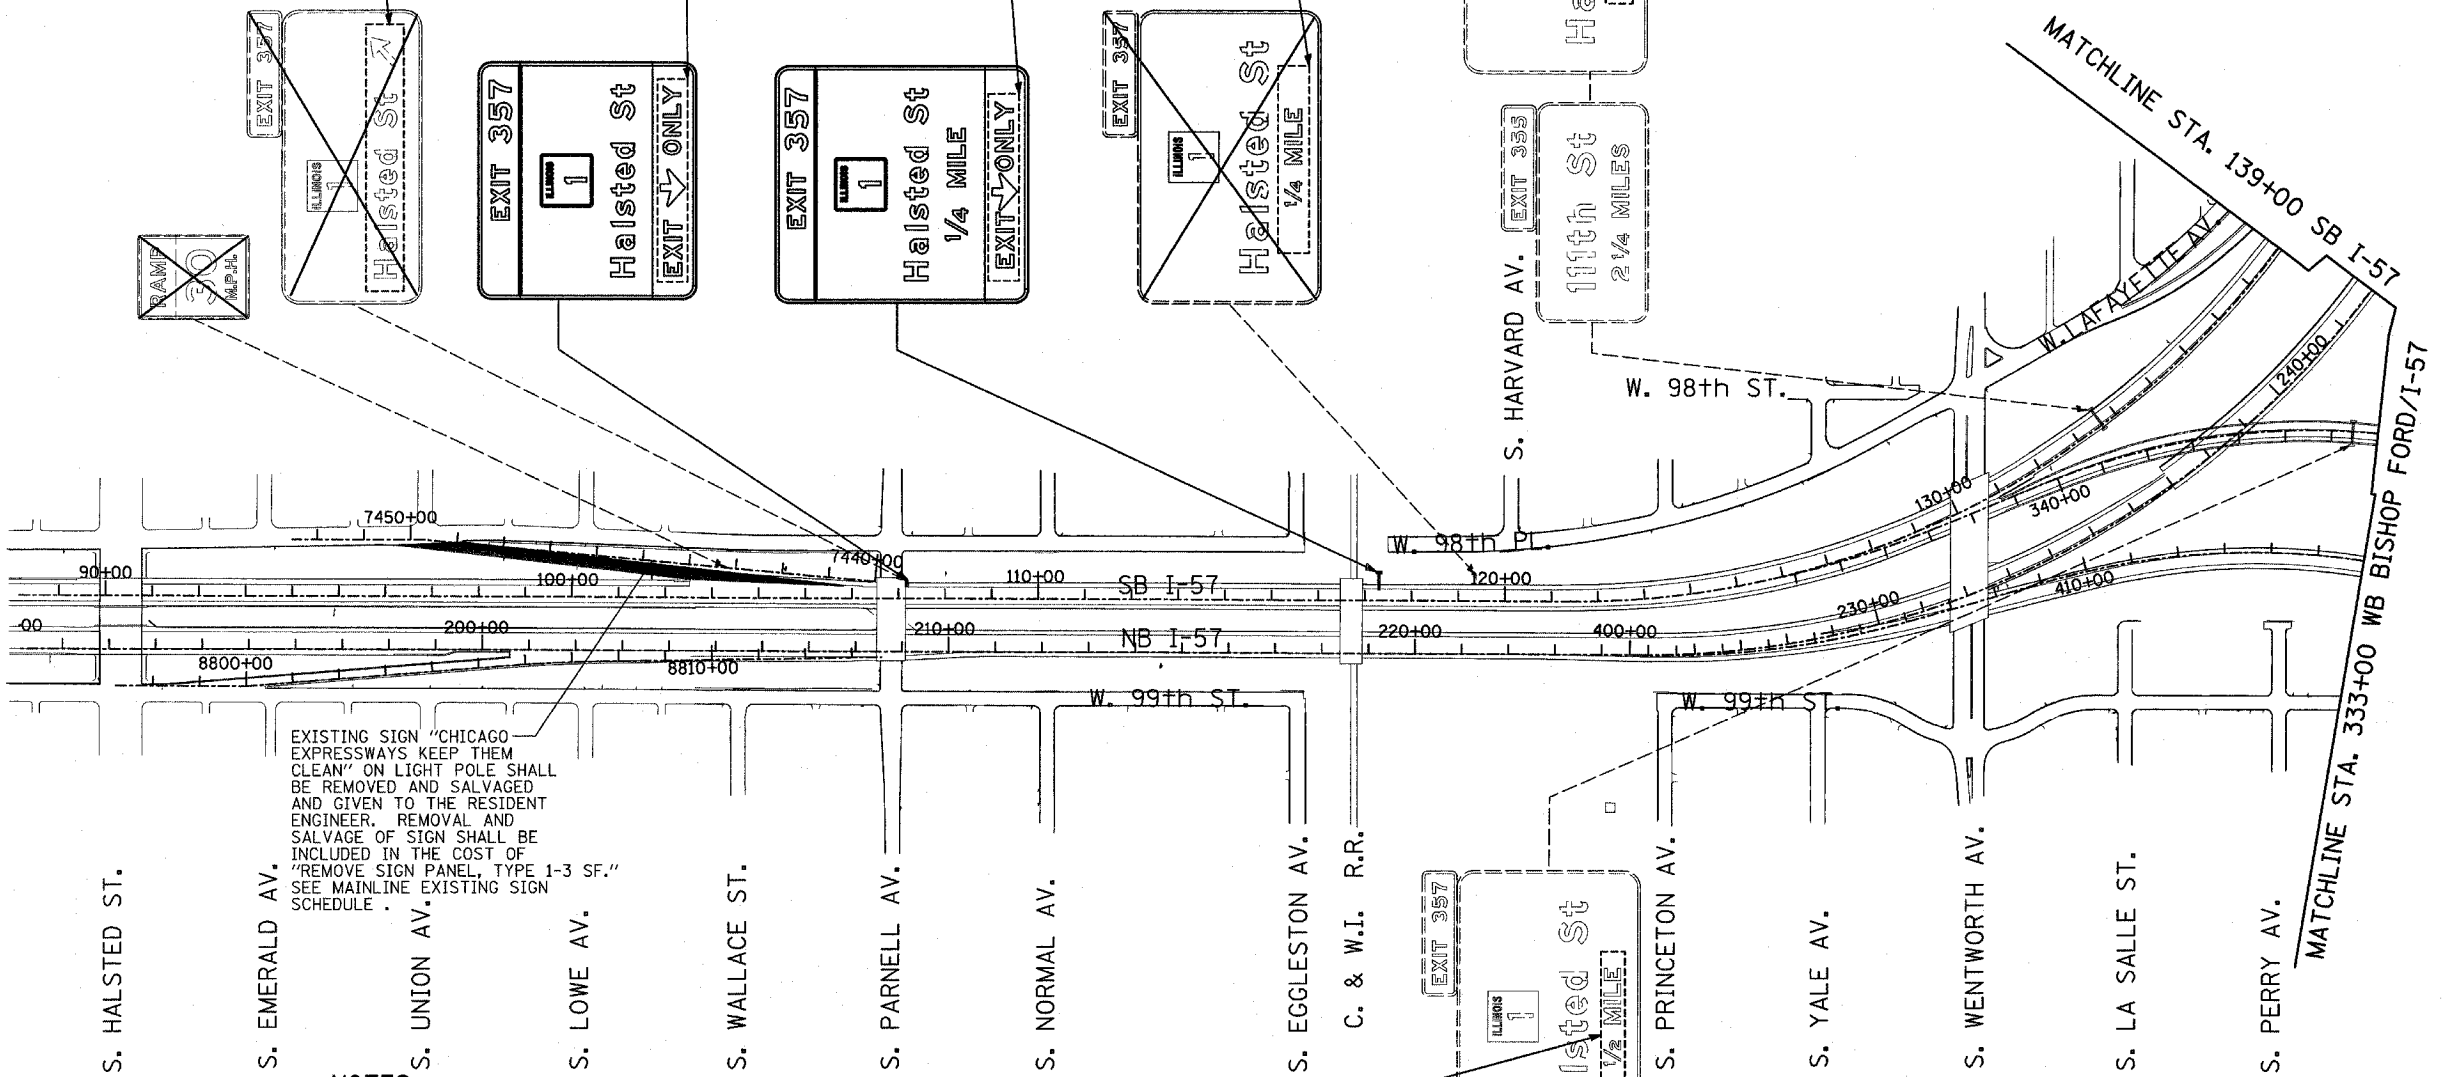 EXIT 357
ILLINOIS
1
Halsted St
RAMP
30
M.P.H.
EXIT 357
ILLINOIS
1
Halsted St
EXIT ONLY
EXIT 357
ILLINOIS
1
Halsted St
1/4 MILE
EXIT ONLY
EXIT 357
ILLINOIS
1
Halsted St
1/4 MILE
EXIT 355
111th St
2 1/4 MILES
MATCHLINE STA. 139+00 SB I-57
W. LAFAYETTE AV.
S. HARVARD AV.
W. 98th ST.
240+00
MATCHLINE STA. 333+00 WB BISHOP FORD/I-57
7450+00
7440+00
W. 98th PL.
130+00
340+00
90+00
100+00
110+00
SB I-57
120+00
230+00
410+00
00
200+00
210+00
NB I-57
220+00
400+00
8800+00
8810+00
W. 99th ST.
W. 99th ST.
EXISTING SIGN "CHICAGO
EXPRESSWAYS KEEP THEM
CLEAN" ON LIGHT POLE SHALL
BE REMOVED AND SALVAGED
AND GIVEN TO THE RESIDENT
ENGINEER. REMOVAL AND
SALVAGE OF SIGN SHALL BE
INCLUDED IN THE COST OF
"REMOVE SIGN PANEL, TYPE 1-3 SF."
SEE MAINLINE EXISTING SIGN
SCHEDULE .
S. HALSTED ST.
S. EMERALD AV.
S. UNION AV.
S. LOWE AV.
S. WALLACE ST.
S. PARNELL AV.
S. NORMAL AV.
S. EGGLESTON AV.
C. & W.I. R.R.
EXIT 357
ILLINOIS
1
sted St
1/2 MILE
S. PRINCETON AV.
S. YALE AV.
S. WENTWORTH AV.
S. LA SALLE ST.
S. PERRY AV.